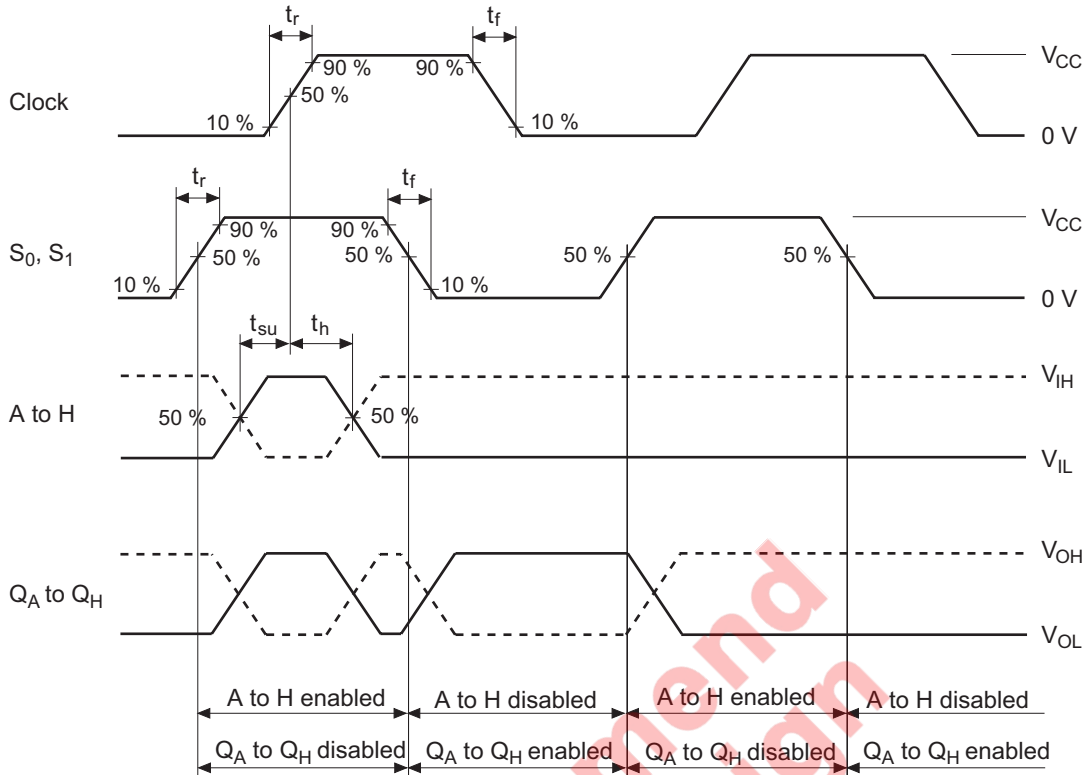 tr
tf
90 %
90 %
VCC
50 %
Clock
10 %
10 %
0 V
tr
tf
90 %
90 %
VCC
S0, S1
50 %
50 %
50 %
50 %
10 %
10 %
0 V
tsu
th
VIH
A to H
50 %
50 %
VIL
VOH
QA to QH
VOL
A to H enabled
A to H disabled
A to H enabled
A to H disabled
QA to QH disabled
QA to QH enabled
QA to QH disabled
QA to QH enabled
mend
ign